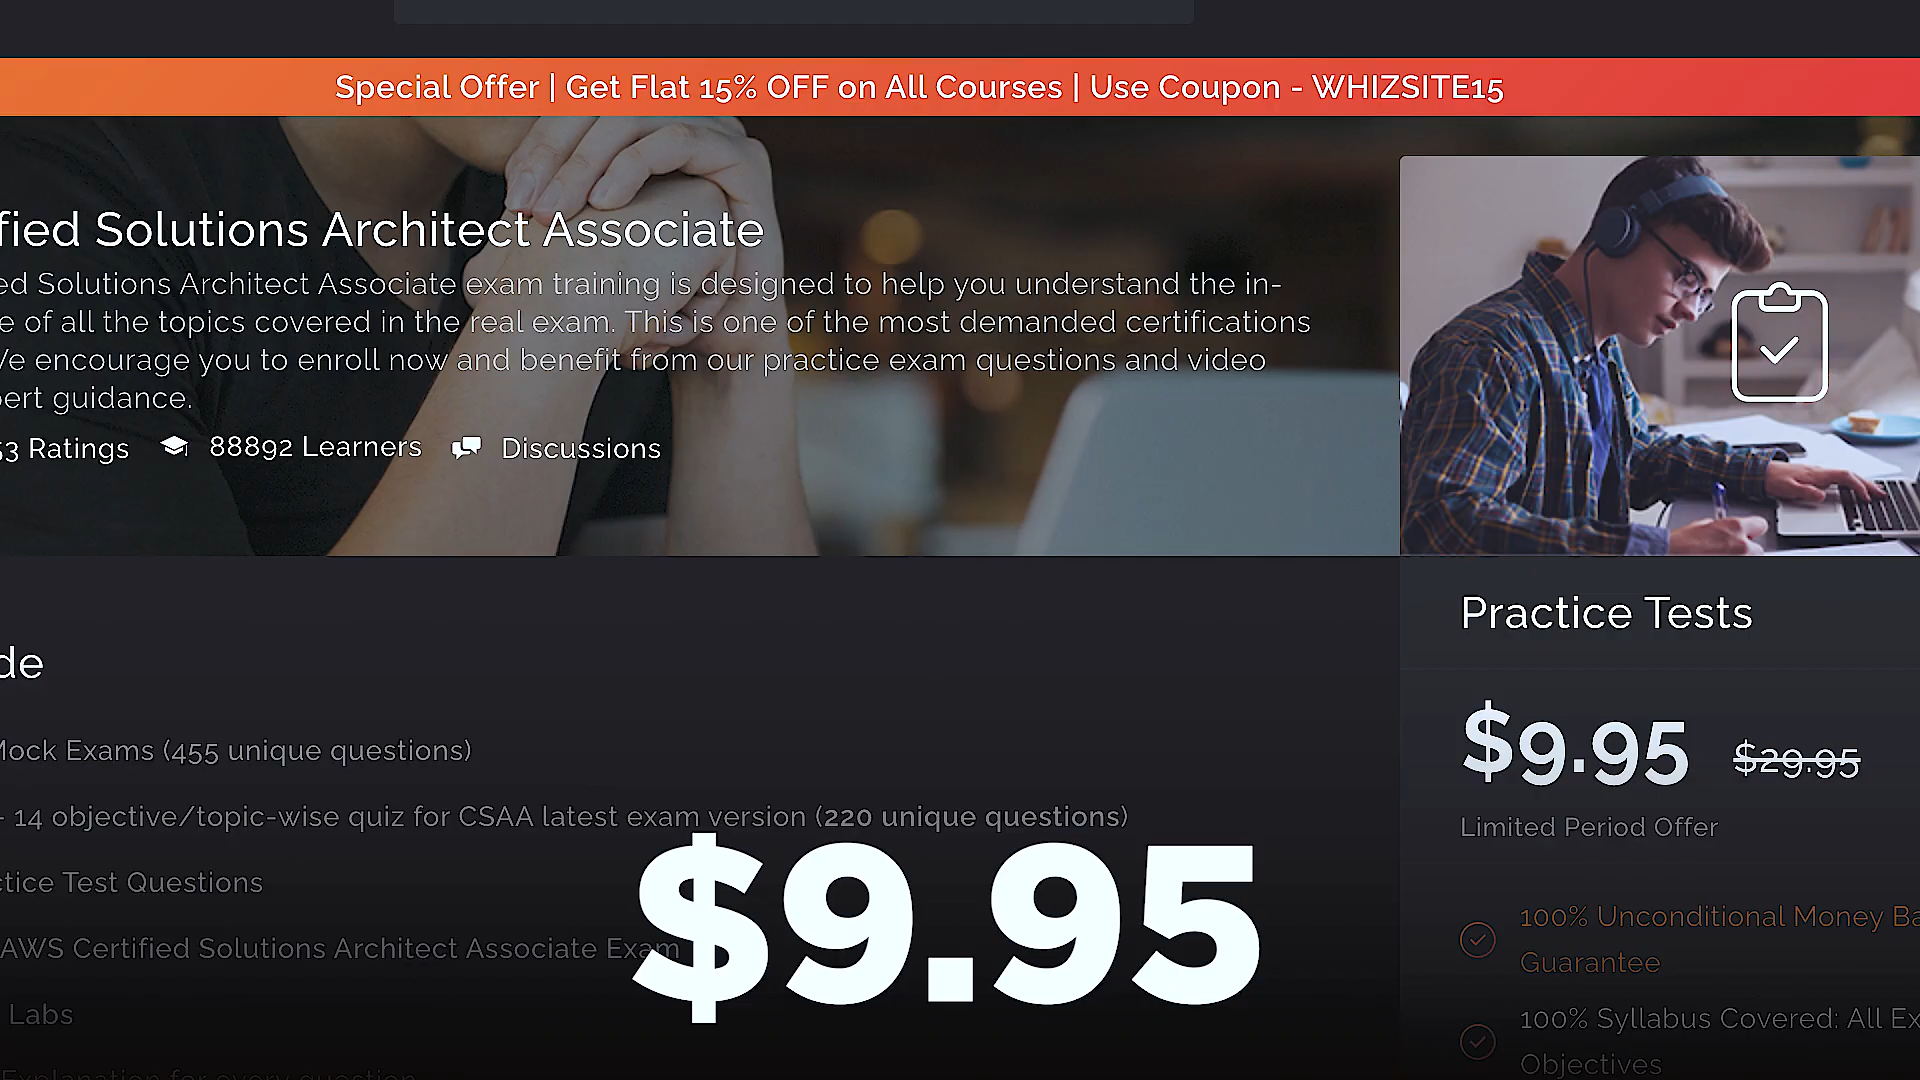 Special Offer | Get Flat 15% OFF on All Courses | Use Coupon - WHIZSITE15
fied Solutions Architect Associate
ed Solutions Architect Associate exam training is designed to help you understand the in-
e of all the topics covered in the real exam. This is one of the most demanded certifications
We encourage you to enroll now and benefit from our practice exam questions and video
pert guidance.
53 Ratings 88892 Learners Discussions
Practice Tests
de
$9.95 $29.95
Mock Exams (455 unique questions)
- 14 objective/topic-wise quiz for CSAA latest exam version (220 unique questions)
Limited Period Offer
ctice Test Questions
$9.95
AWS Certified Solutions Architect Associate Exam
100% Unconditional Money Ba
Guarantee
Labs
100% Syllabus Covered: All Ex
Objectives
Explanation for every question